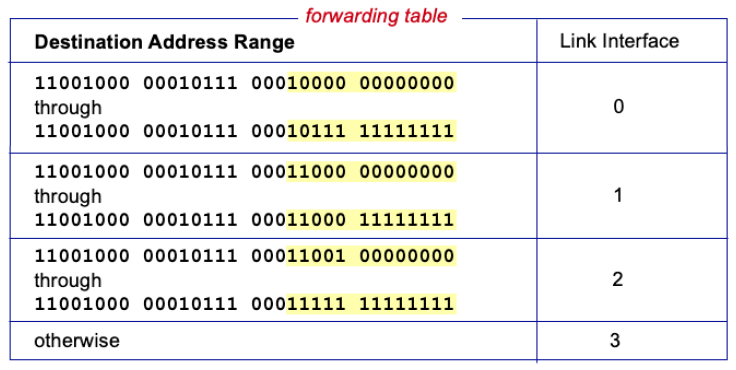 forwarding table
Destination Address Range Link Interface
11001000 00010111 00010000 00000000
through
11001000 00010111 00010111 11111111
0
11001000 00010111 00011000 00000000
through
11001000 00010111 00011000 11111111
1
11001000 00010111 00011001 00000000
through
11001000 00010111 00011111 11111111
2
otherwise 3